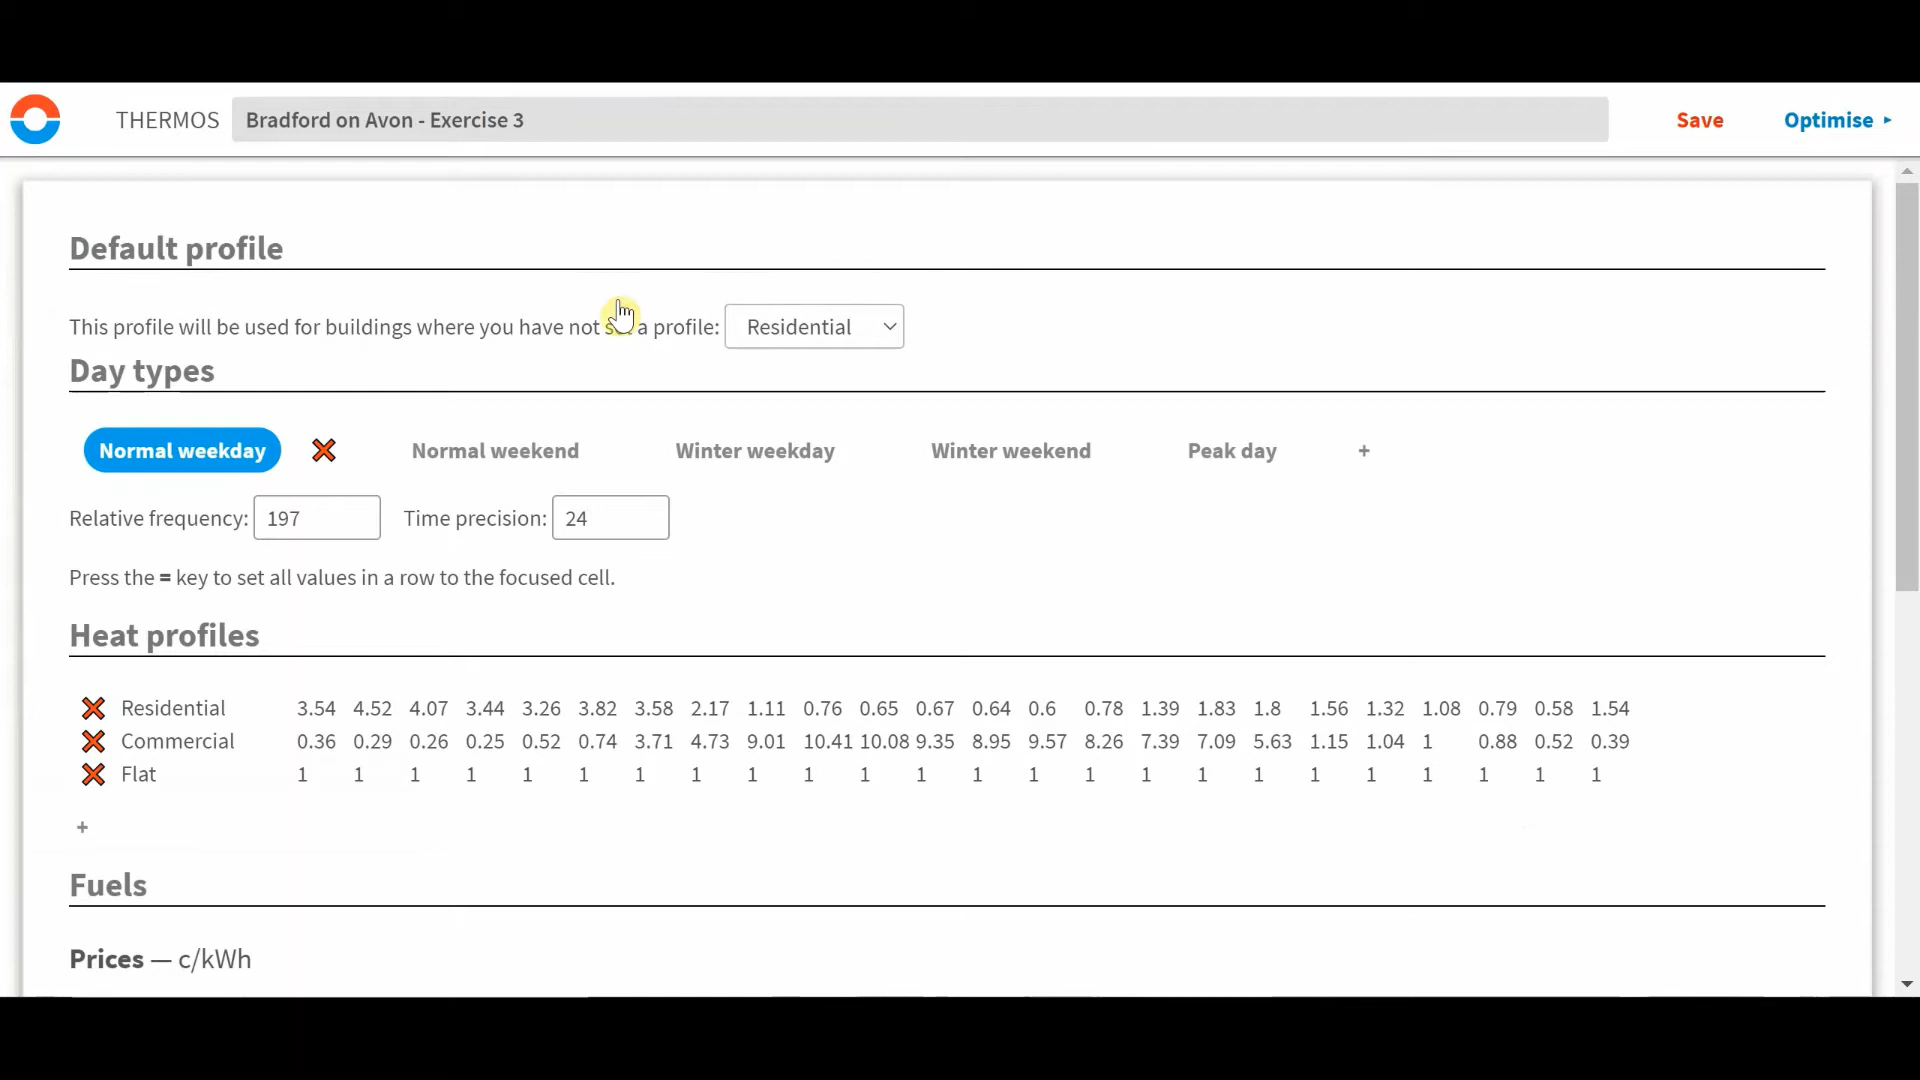 THERMOS Bradford on Avon - Exercise 3 Save Optimise ▸
Default profile
This profile will be used for buildings where you have not a profile: Residential
Day types
Normal weekday Normal weekend Winter weekday Winter weekend Peak day +
Relative frequency: 197 Time precision: 24
Press the = key to set all values in a row to the focused cell.
Heat profiles
Residential 3.54 4.52 4.07 3.44 3.26 3.82 3.58 2.17 1.11 0.76 0.65 0.67 0.64 0.6 0.78 1.39 1.83 1.8 1.56 1.32 1.08 0.79 0.58 1.54
Commercial 0.36 0.29 0.26 0.25 0.52 0.74 3.71 4.73 9.01 10.41 10.08 9.35 8.95 9.57 8.26 7.39 7.09 5.63 1.15 1.04 1 0.88 0.52 0.39
Flat 1 1 1 1 1 1 1 1 1 1 1 1 1 1 1 1 1 1 1 1 1 1 1 1
+
Fuels
Prices — c/kWh